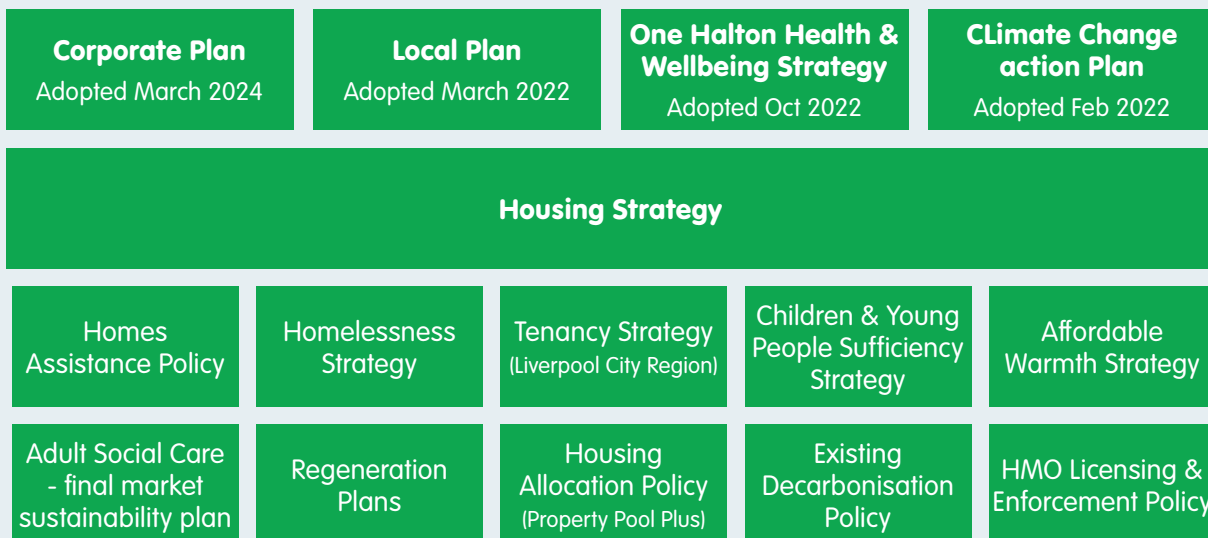 Corporate Plan
Adopted March 2024
Local Plan
Adopted March 2022
One Halton Health &
Wellbeing Strategy
Adopted Oct 2022
CLimate Change
action Plan
Adopted Feb 2022
Housing Strategy
Homes
Assistance Policy
Homelessness
Strategy
Tenancy Strategy
(Liverpool City Region)
Children & Young
People Sufficiency
Strategy
Affordable
Warmth Strategy
Adult Social Care
- final market
sustainability plan
Regeneration
Plans
Housing
Allocation Policy
(Property Pool Plus)
Existing
Decarbonisation
Policy
HMO Licensing &
Enforcement Policy